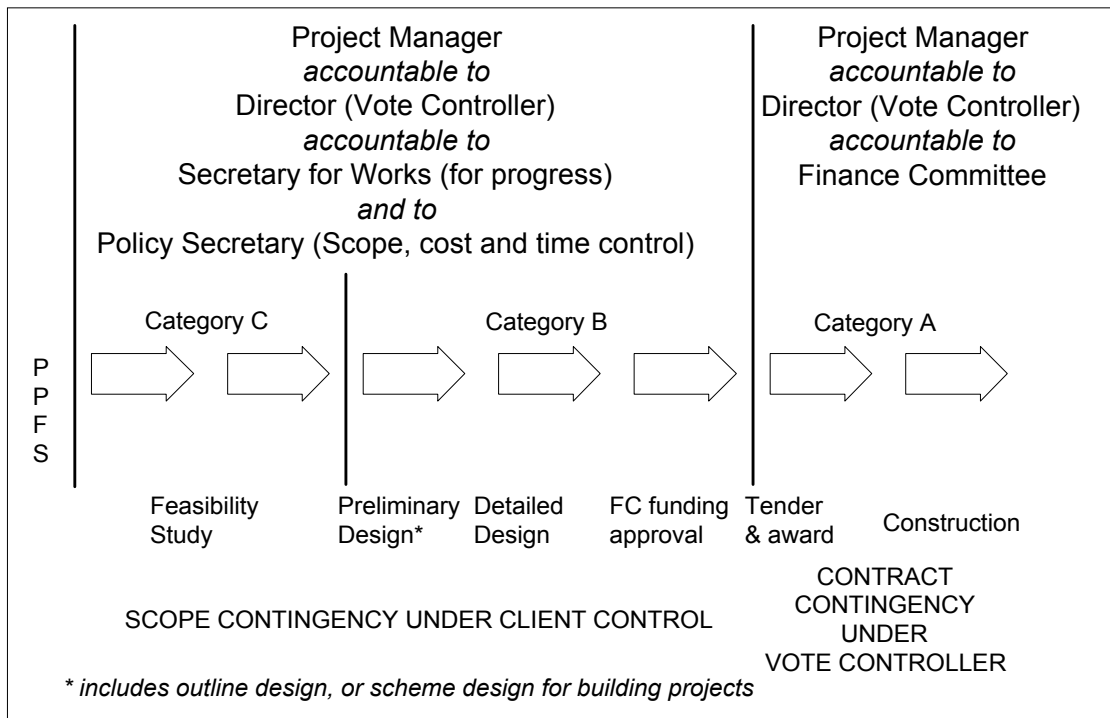 Project Manager
accountable to
Director (Vote Controller)
accountable to
Secretary for Works (for progress)
and to
Policy Secretary (Scope, cost and time control)
Project Manager
accountable to
Director (Vote Controller)
accountable to
Finance Committee
P
P
F
S
Category C
Category B
Category A
Feasibility
Study
Preliminary
Design*
Detailed
Design
FC funding
approval
Tender
& award
Construction
SCOPE CONTINGENCY UNDER CLIENT CONTROL
CONTRACT
CONTINGENCY
UNDER
VOTE CONTROLLER
* includes outline design, or scheme design for building projects